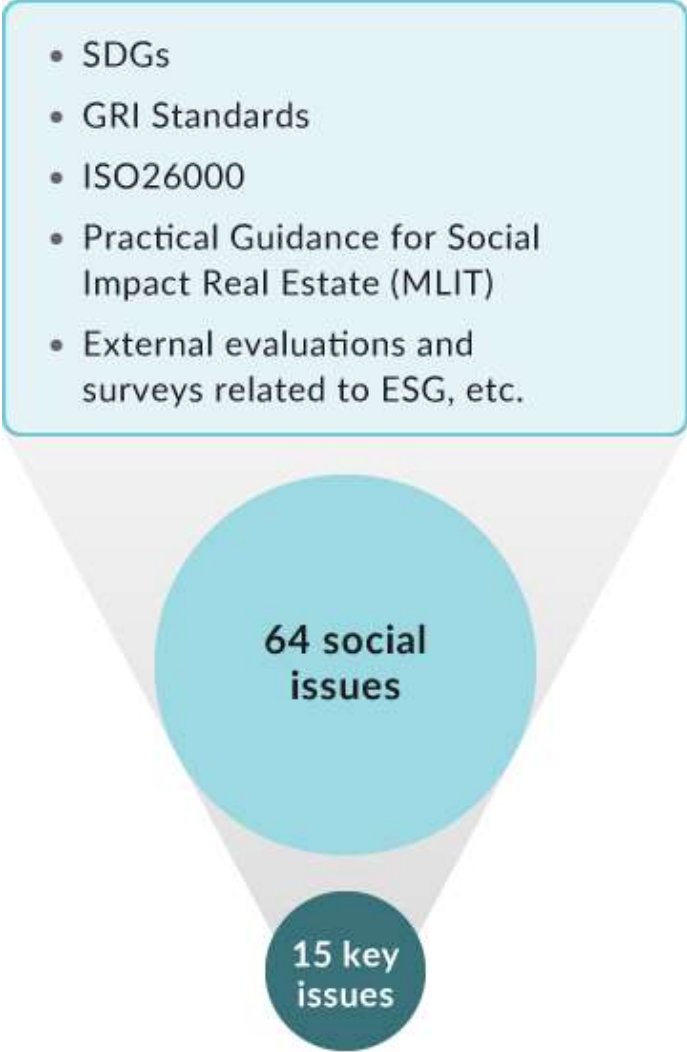 • SDGs
• GRI Standards
• ISO26000
• Practical Guidance for Social
Impact Real Estate (MLIT)
• External evaluations and
surveys related to ESG, etc.
64 social
issues
15 key
issues